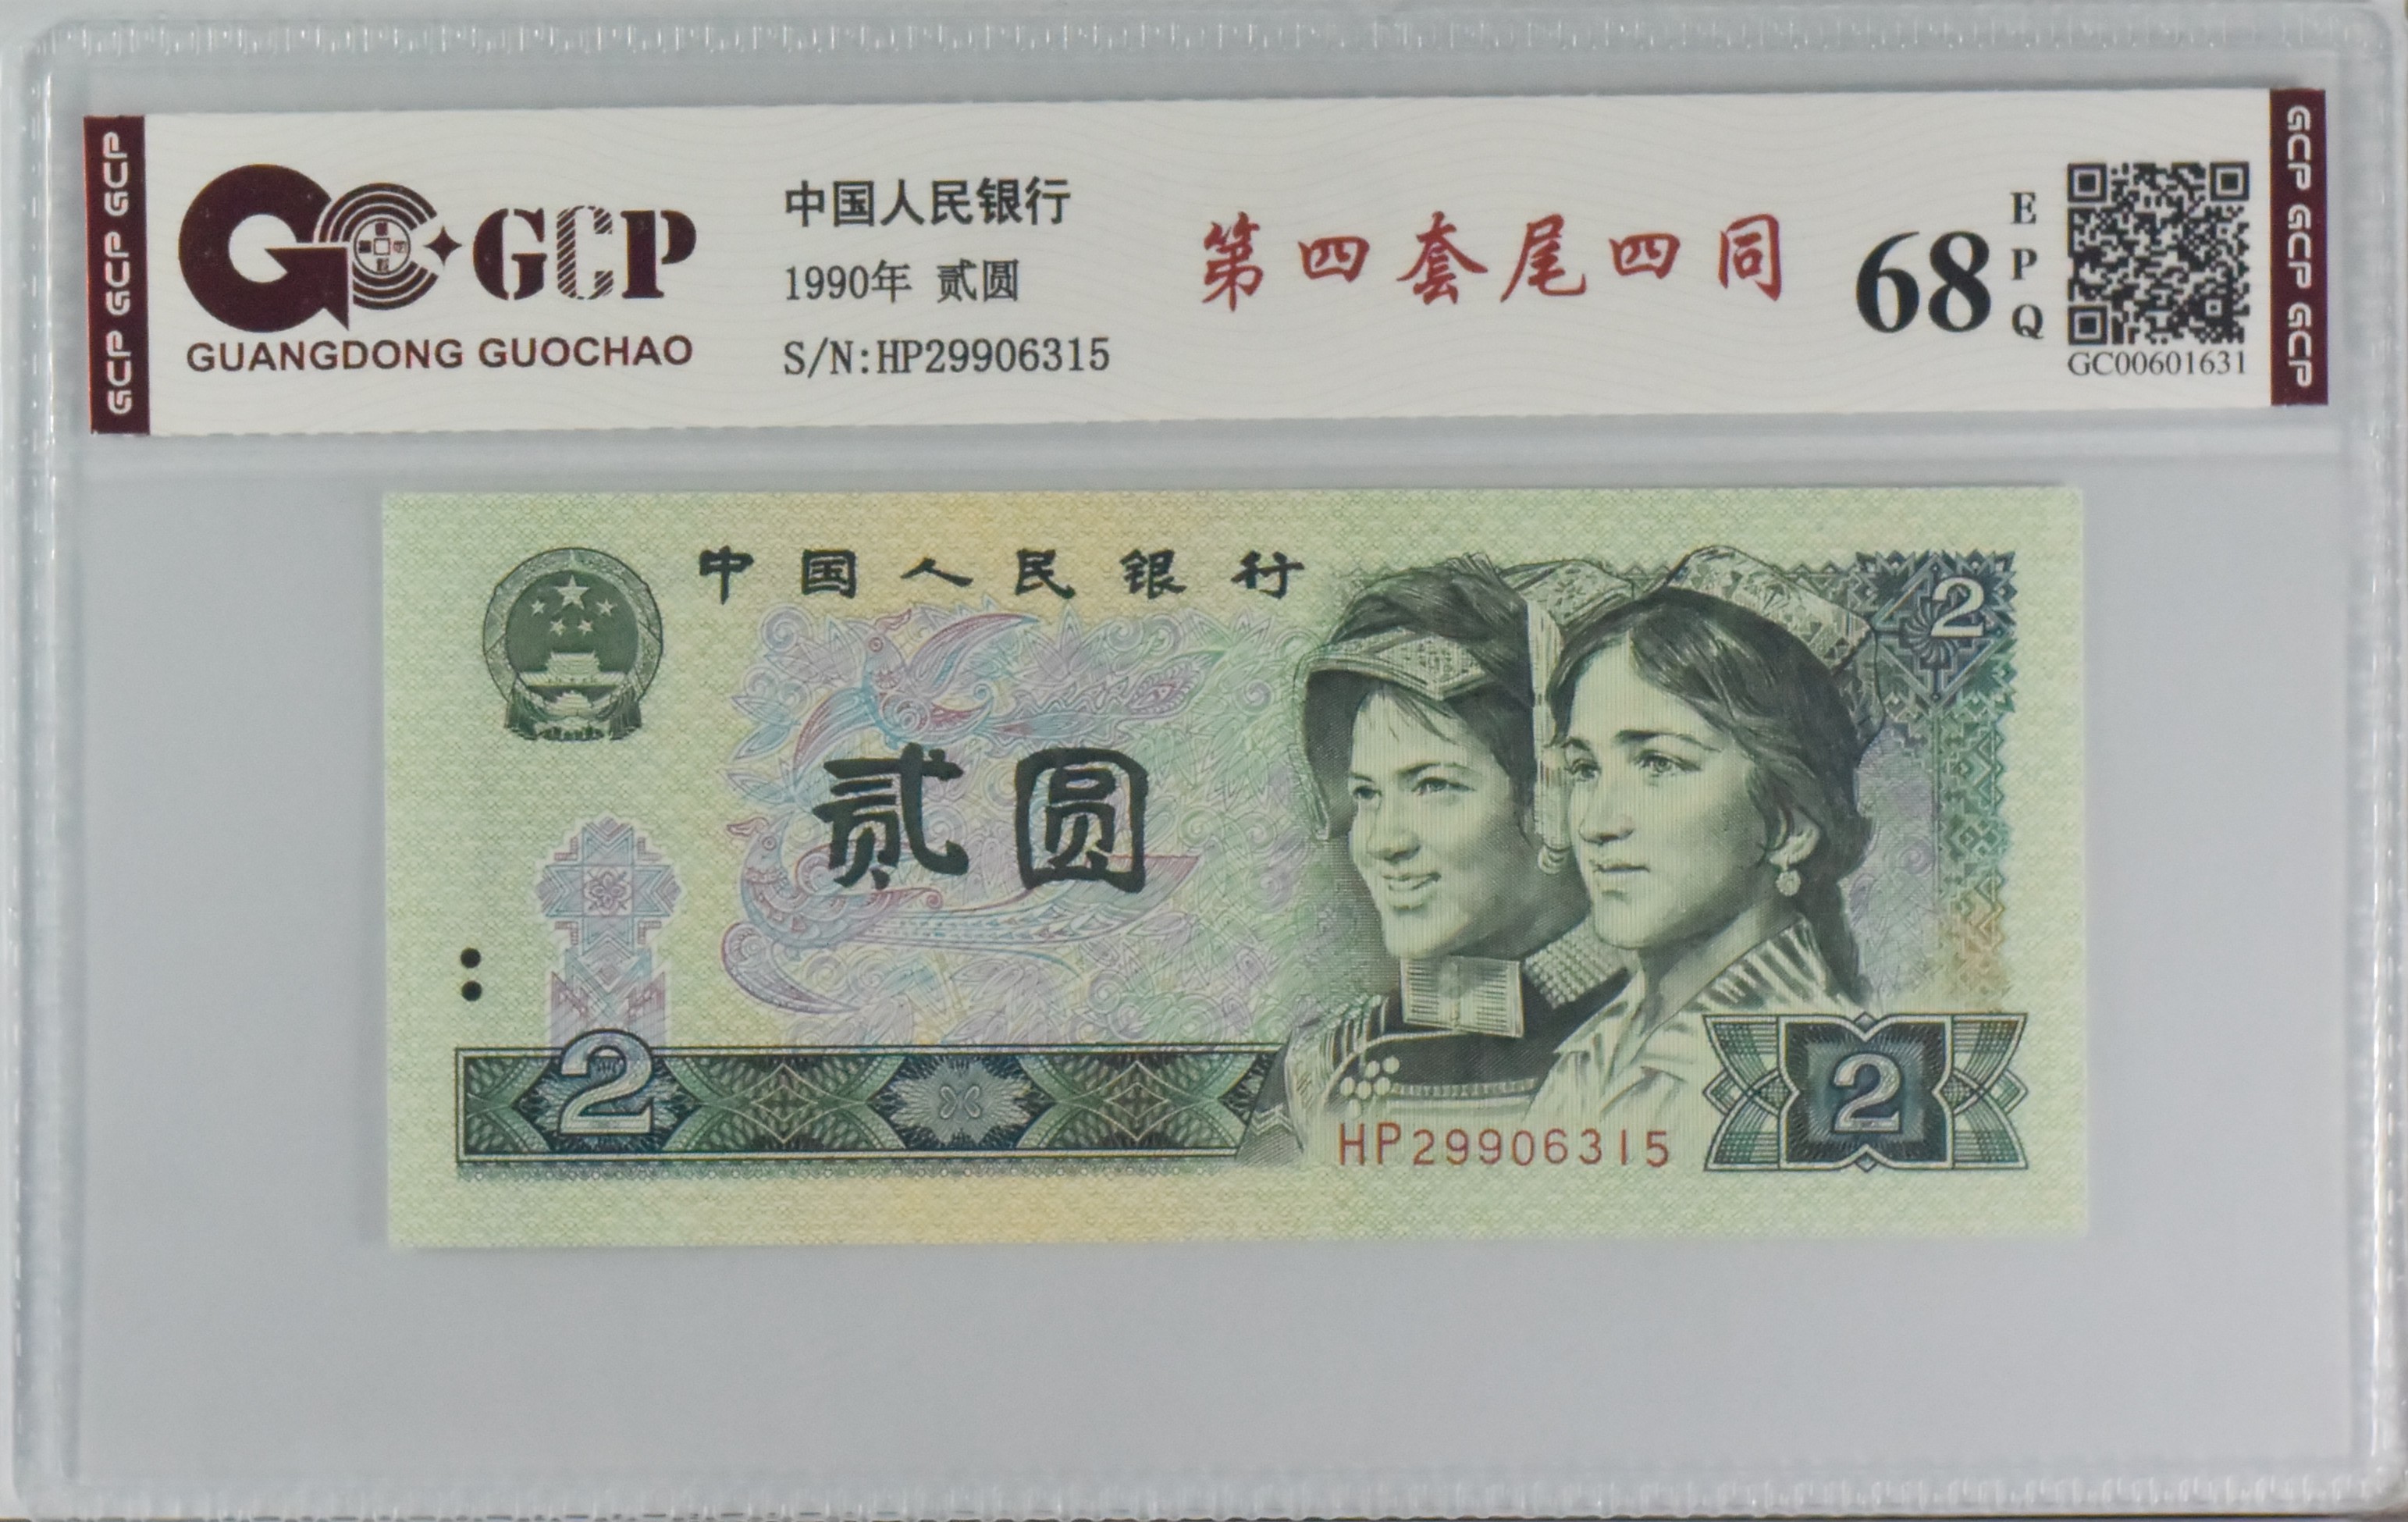 GCP GCP GCP
GCP
GUANGDONG GUOCHAO
中国人民银行
1990年 贰圆
S/N:HP29906315
第四套尾四同
68
EPQ
GC00601631
GCP GCP GCP
中国人民银行
2
贰圆
2
2
HP29906315